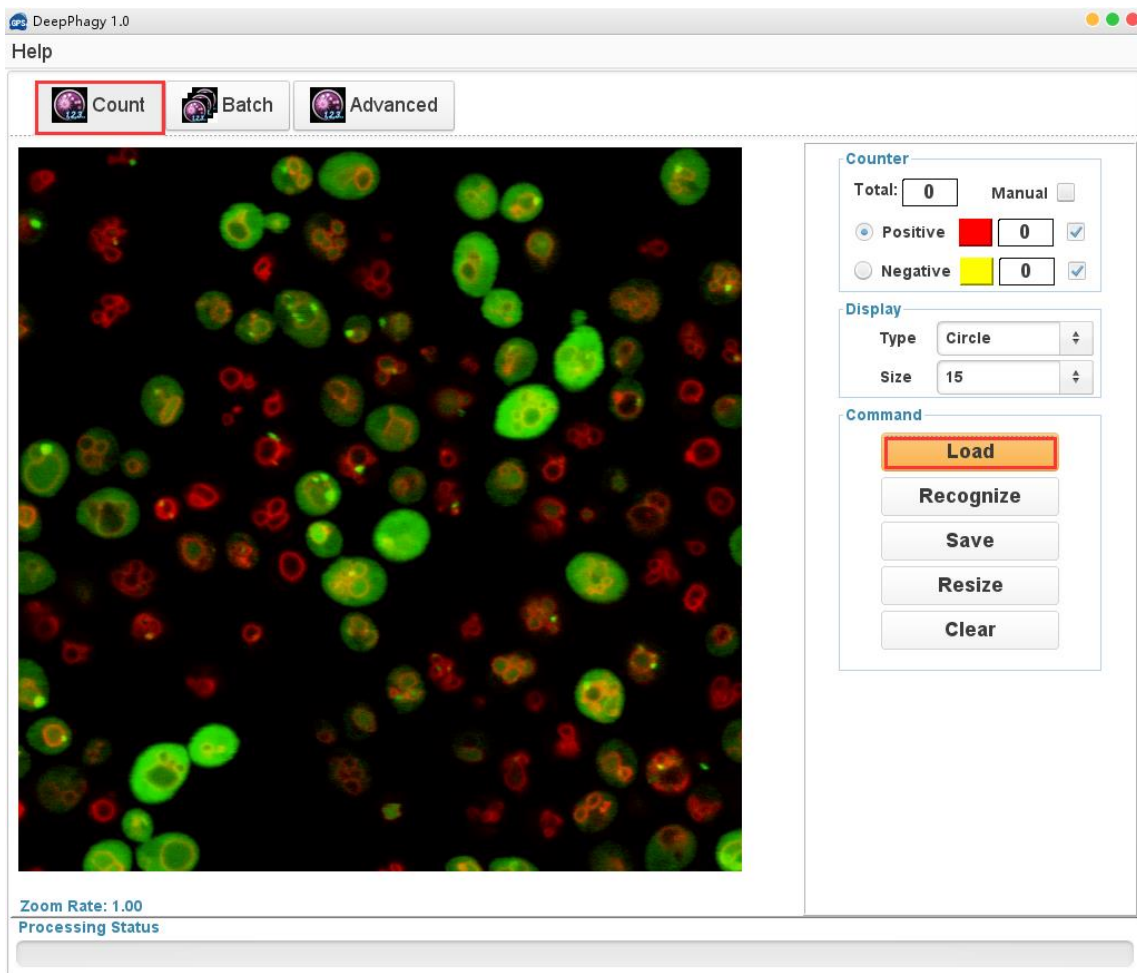 GPS DeepPhagy 1.0
Help
Count Batch Advanced
Counter
Total: 0 Manual
Positive 0
Negative 0
Display
Type Circle
Size 15
Command
Load
Recognize
Save
Resize
Clear
Zoom Rate: 1.00
Processing Status